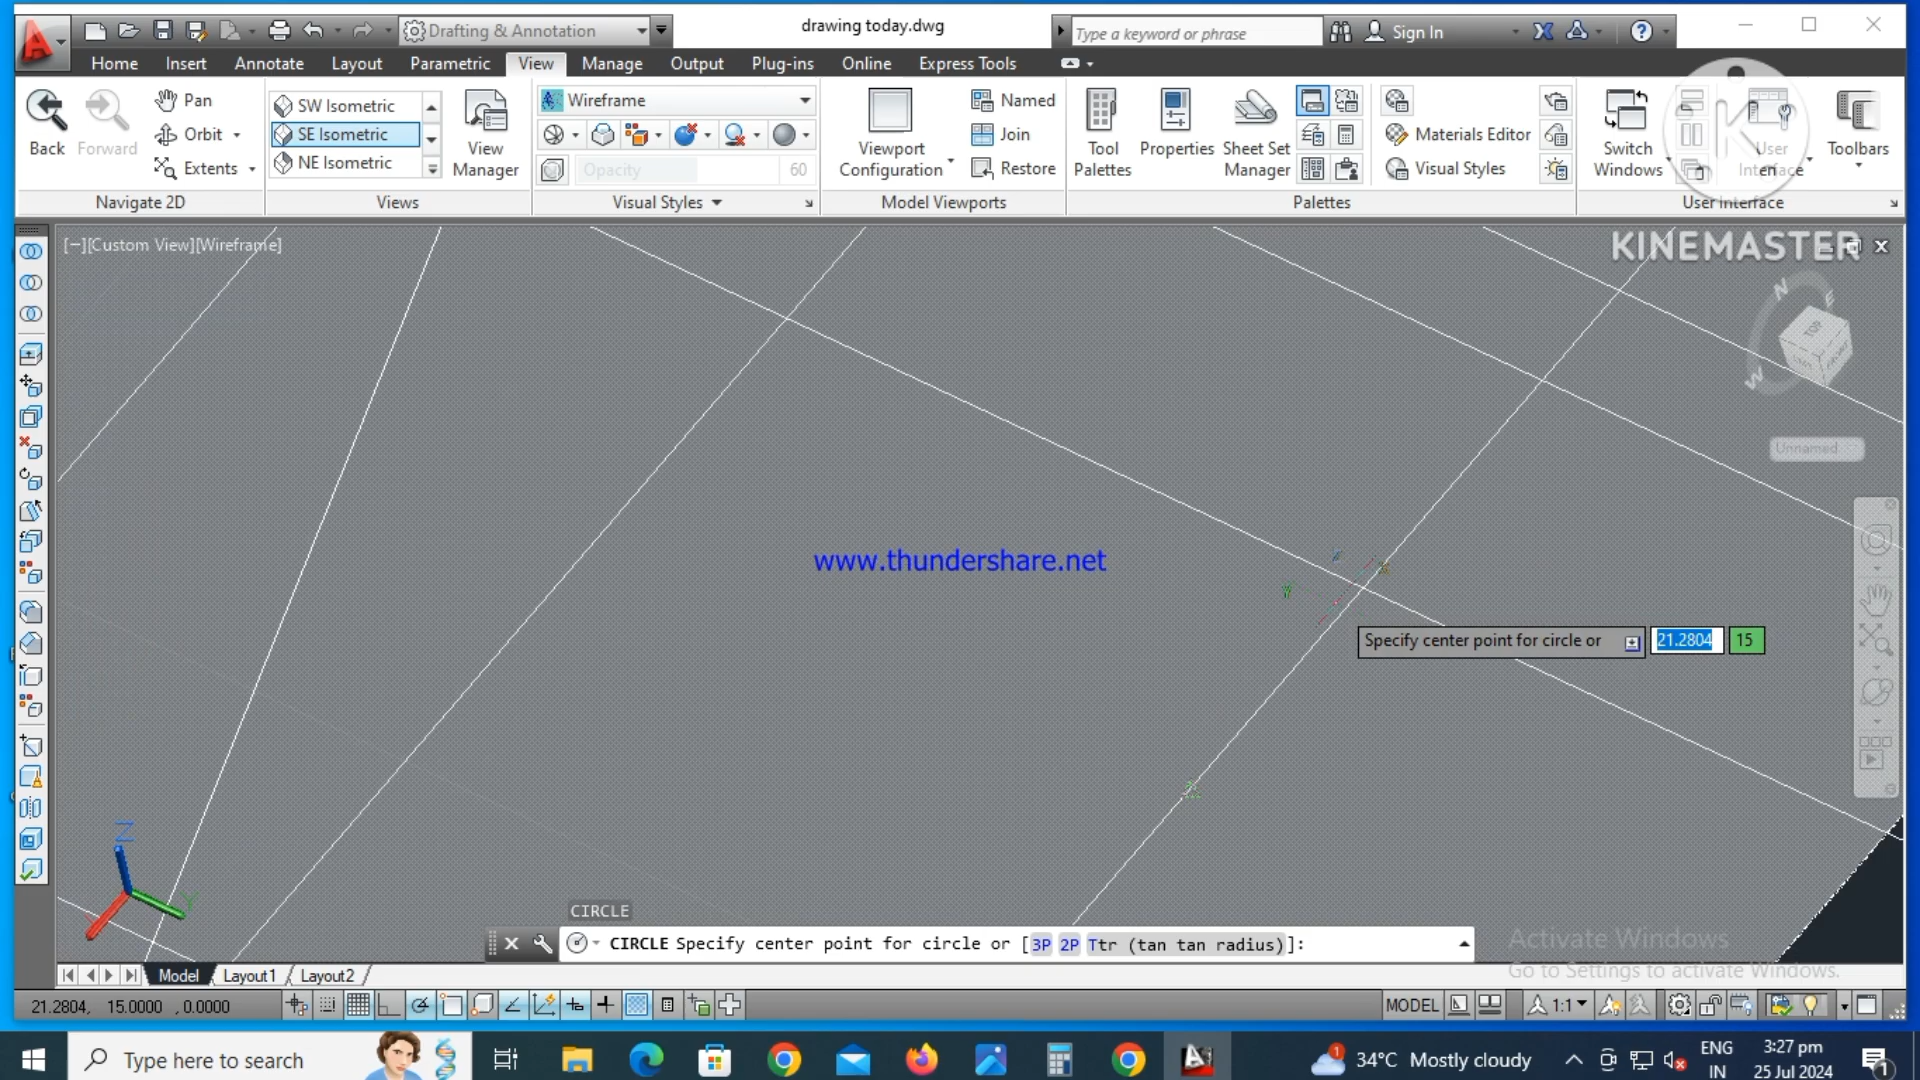 drawing today.dwg
Drafting & Annotation
Type a keyword or phrase
Sign In
Home Insert Annotate Layout Parametric View Manage Output Plug-ins Online Express Tools
Back
Forward
Pan
Orbit
Extents
Navigate 2D
SW Isometric
SE Isometric
NE Isometric
View
Manager
Views
Wireframe
Opacity 60
Visual Styles
Viewport
Configuration
Named
Join
Restore
Model Viewports
Tool
Palettes
Properties
Sheet Set
Manager
Materials Editor
Visual Styles
Palettes
Switch
Windows
User
Interface
Toolbars
User Interface
[−][Custom View][Wireframe]
KINEMASTER
N
E
W
TOP
Unnamed
www.thundershare.net
Specify center point for circle or 21.2804 15
Z
Y
CIRCLE
CIRCLE Specify center point for circle or [3P 2P Ttr (tan tan radius)]:
Activate Windows
Go to Settings to activate Windows.
Model Layout1 Layout2
21.2804, 15.0000 , 0.0000
MODEL
1:1
Type here to search
34°C Mostly cloudy
ENG
IN
3:27 pm
25 Jul 2024
1